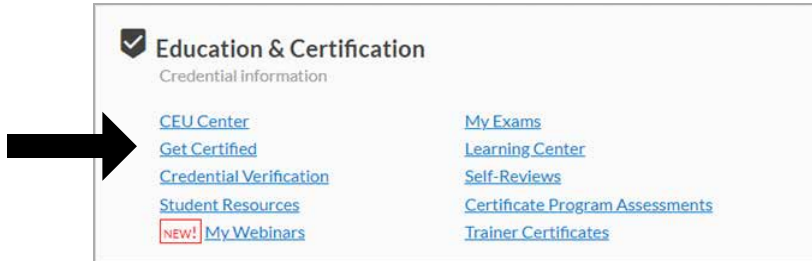 Education & Certification
Credential information
CEU Center
Get Certified
Credential Verification
Student Resources
NEW! My Webinars
My Exams
Learning Center
Self-Reviews
Certificate Program Assessments
Trainer Certificates